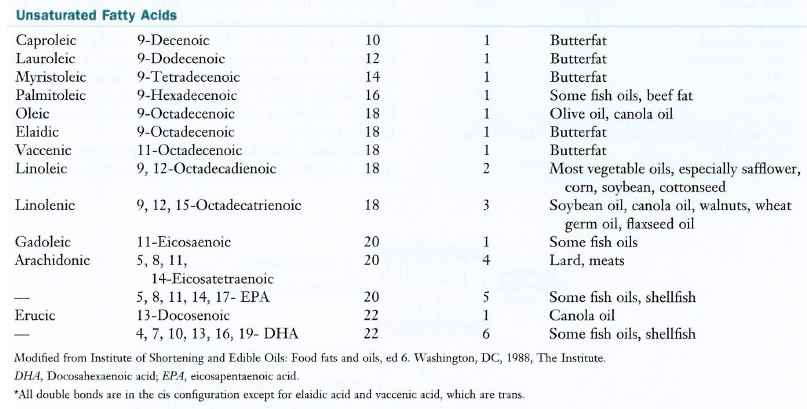 Unsaturated Fatty Acids
Caproleic 9-Decenoic 10 1 Butterfat
Lauroleic 9-Dodecenoic 12 1 Butterfat
Myristoleic 9-Tetradecenoic 14 1 Butterfat
Palmitoleic 9-Hexadecenoic 16 1 Some fish oils, beef fat
Oleic 9-Octadecenoic 18 1 Olive oil, canola oil
Elaidic 9-Octadecenoic 18 1 Butterfat
Vaccenic 11-Octadecenoic 18 1 Butterfat
Linoleic 9, 12-Octadecadienoic 18 2 Most vegetable oils, especially safflower,
corn, soybean, cottonseed
Linolenic 9, 12, 15-Octadecatrienoic 18 3 Soybean oil, canola oil, walnuts, wheat
germ oil, flaxseed oil
Gadoleic 11-Eicosaenoic 20 1 Some fish oils
Arachidonic 5, 8, 11, 20 4 Lard, meats
14-Eicosatetraenoic
— 5, 8, 11, 14, 17- EPA 20 5 Some fish oils, shellfish
Erucic 13-Docosenoic 22 1 Canola oil
— 4, 7, 10, 13, 16, 19- DHA 22 6 Some fish oils, shellfish
Modified from Institute of Shortening and Edible Oils: Food fats and oils, ed 6. Washington, DC, 1988, The Institute.
DHA, Docosahexaenoic acid; EPA, eicosapentaenoic acid.
*All double bonds are in the cis configuration except for elaidic acid and vaccenic acid, which are trans.